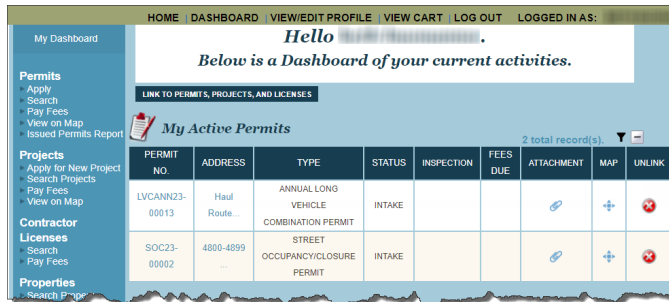 HOME | DASHBOARD | VIEW/EDIT PROFILE | VIEW CART | LOG OUT LOGGED IN AS:
My Dashboard
Permits
Apply
Search
Pay Fees
View on Map
Issued Permits Report
Projects
Apply for New Project
Search Projects
Pay Fees
View on Map
Contractor
Licenses
Search
Pay Fees
Properties
Search
Hello .
Below is a Dashboard of your current activities.
LINK TO PERMITS, PROJECTS, AND LICENSES
My Active Permits
2 total record(s).
PERMIT NO. ADDRESS TYPE STATUS INSPECTION FEES DUE ATTACHMENT MAP UNLINK
LVCANN23-00013 Haul Route... ANNUAL LONG VEHICLE COMBINATION PERMIT INTAKE
SOC23-00002 4800-4899 ... STREET OCCUPANCY/CLOSURE PERMIT INTAKE